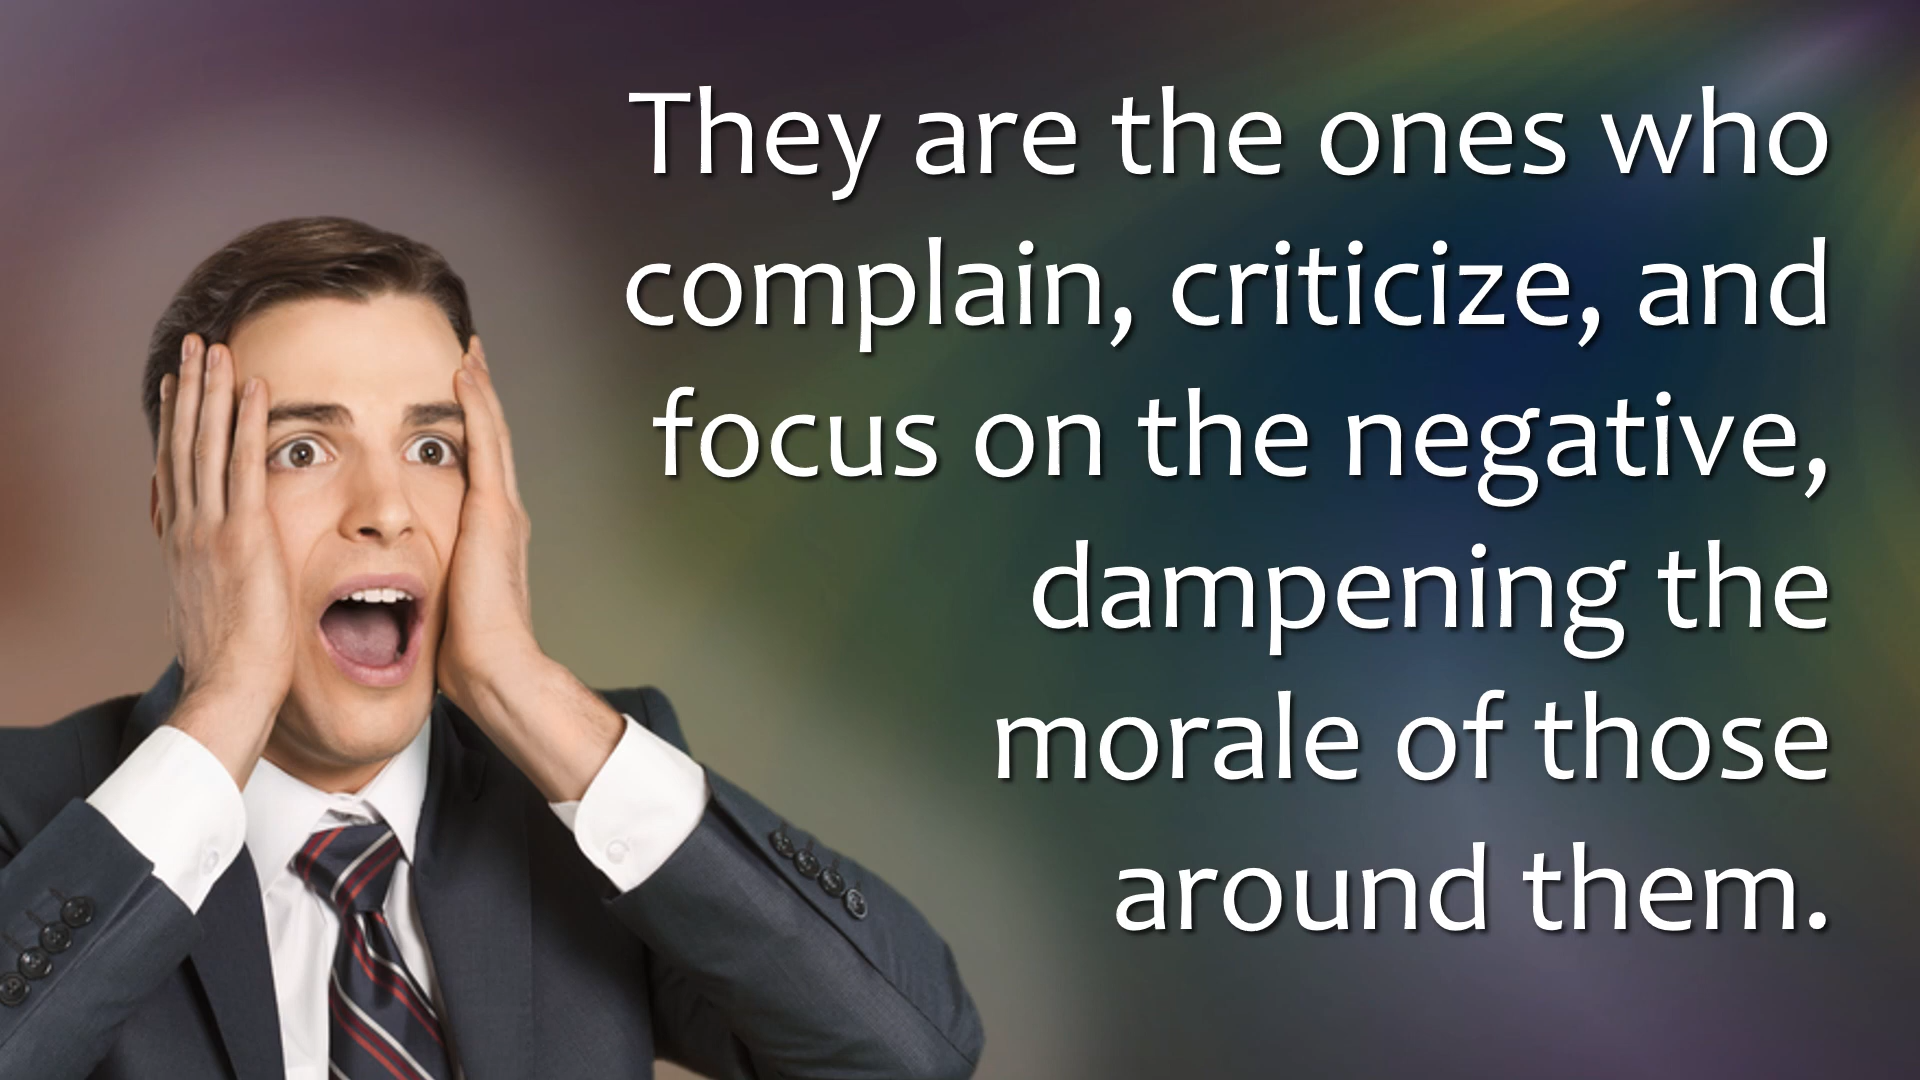 They are the ones who
complain, criticize, and
focus on the negative,
dampening the
morale of those
around them.